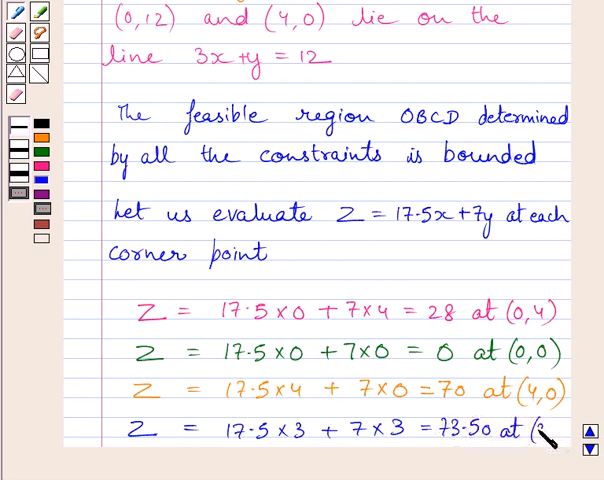 (0,12) and (4,0) lie on the
line 3x+y = 12
The feasible region OBCD determined
by all the constraints is bounded
Let us evaluate Z = 17.5x+7y at each
corner point
Z = 17.5×0 + 7×4 = 28 at (0,4)
Z = 17.5×0 + 7×0 = 0 at (0,0)
Z = 17.5×4 + 7×0 = 70 at (4,0)
Z = 17.5×3 + 7×3 = 73.50 at (